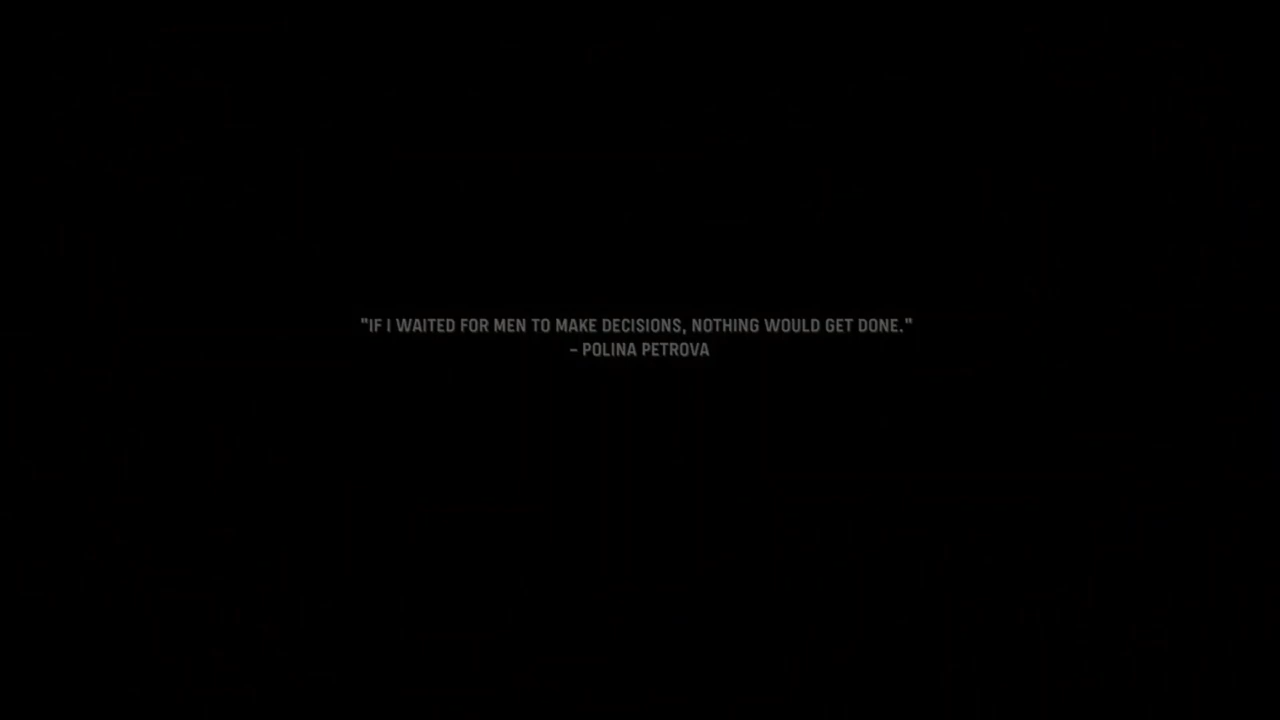 "IF I WAITED FOR MEN TO MAKE DECISIONS, NOTHING WOULD GET DONE."
– POLINA PETROVA